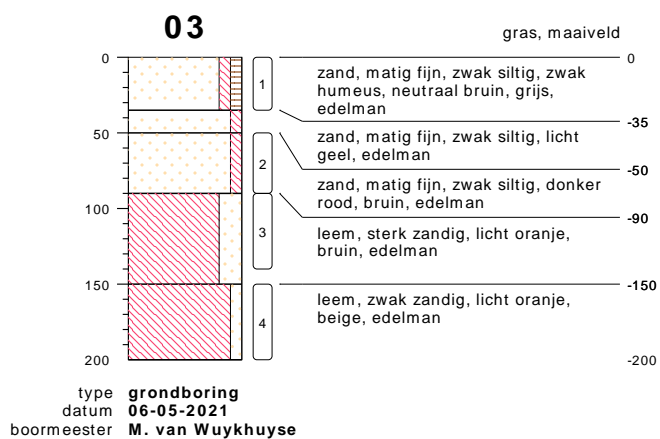 03
gras, maaiveld
0
0
zand, matig fijn, zwak siltig, zwak
humeus, neutraal bruin, grijs,
edelman
1
-35
50
zand, matig fijn, zwak siltig, licht
geel, edelman
-50
2
zand, matig fijn, zwak siltig, donker
rood, bruin, edelman
-90
100
3
leem, sterk zandig, licht oranje,
bruin, edelman
150
-150
4
leem, zwak zandig, licht oranje,
beige, edelman
200
-200
type grondboring
datum 06-05-2021
boormeester M. van Wuykhuyse